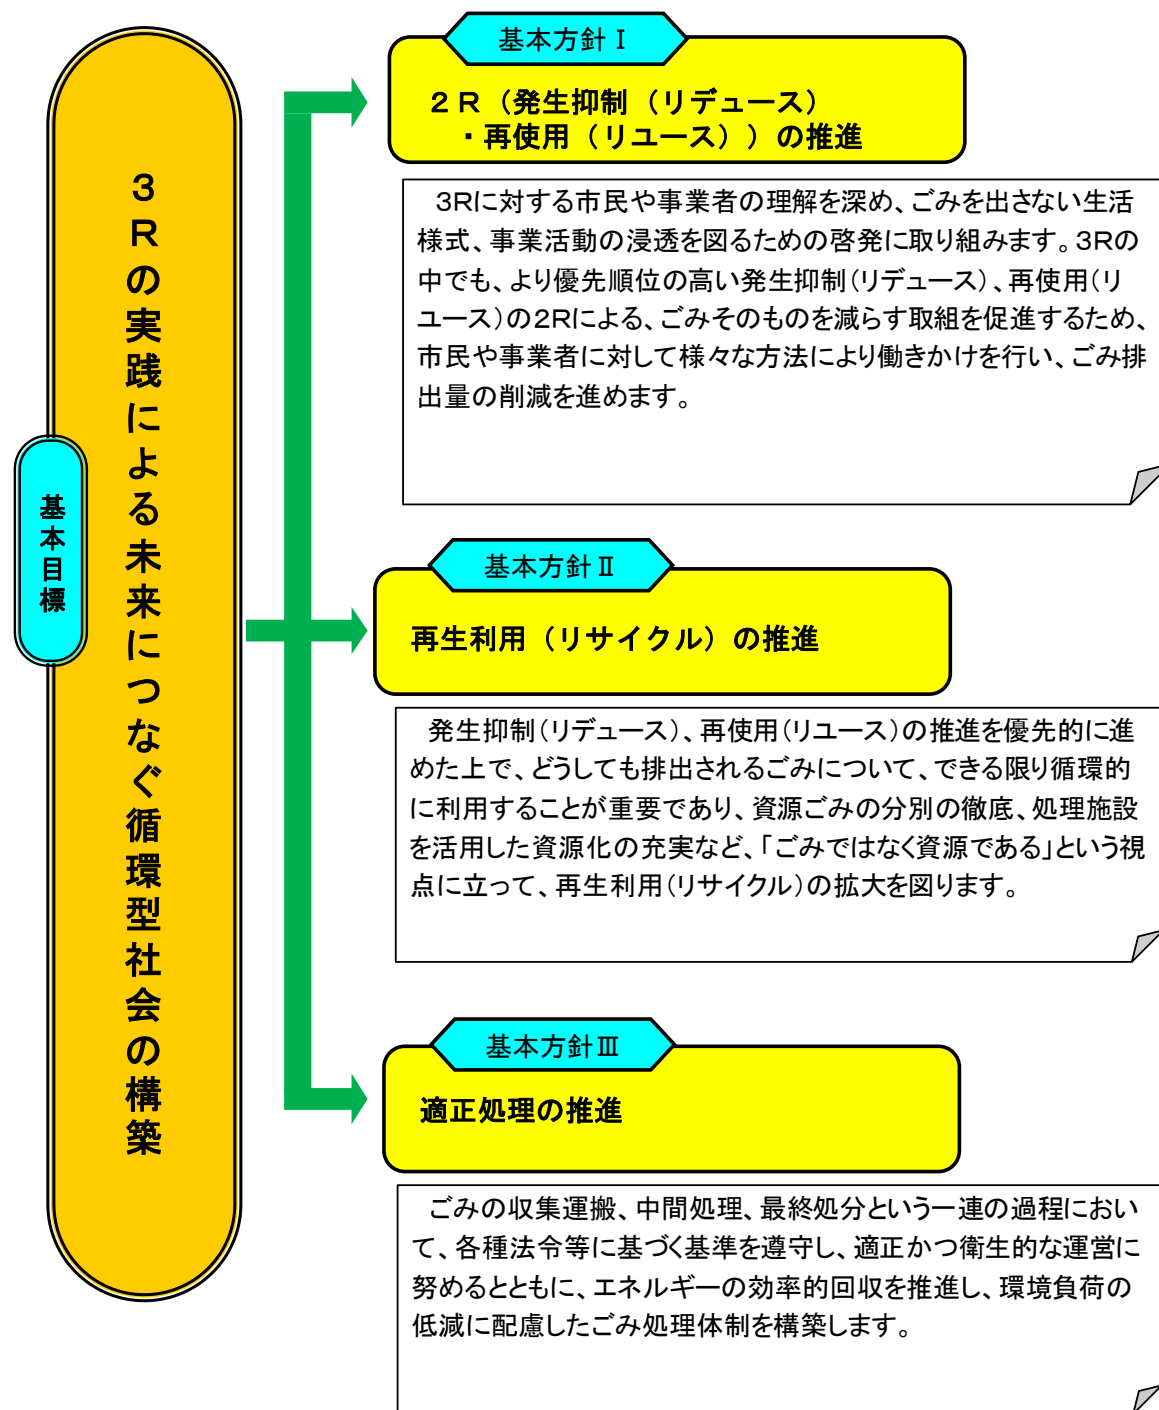 基本目標
3Rの実践による未来につなぐ循環型社会の構築
基本方針Ⅰ
２Ｒ（発生抑制（リデュース）
・再使用（リユース））の推進
3Rに対する市民や事業者の理解を深め、ごみを出さない生活
様式、事業活動の浸透を図るための啓発に取り組みます。3Rの
中でも、より優先順位の高い発生抑制(リデュース)、再使用(リ
ユース)の2Rによる、ごみそのものを減らす取組を促進するため、
市民や事業者に対して様々な方法により働きかけを行い、ごみ排
出量の削減を進めます。
基本方針Ⅱ
再生利用（リサイクル）の推進
発生抑制(リデュース)、再使用(リユース)の推進を優先的に進
めた上で、どうしても排出されるごみについて、できる限り循環的
に利用することが重要であり、資源ごみの分別の徹底、処理施設
を活用した資源化の充実など、「ごみではなく資源である」という視
点に立って、再生利用(リサイクル)の拡大を図ります。
基本方針Ⅲ
適正処理の推進
ごみの収集運搬、中間処理、最終処分という一連の過程におい
て、各種法令等に基づく基準を遵守し、適正かつ衛生的な運営に
努めるとともに、エネルギーの効率的回収を推進し、環境負荷の
低減に配慮したごみ処理体制を構築します。